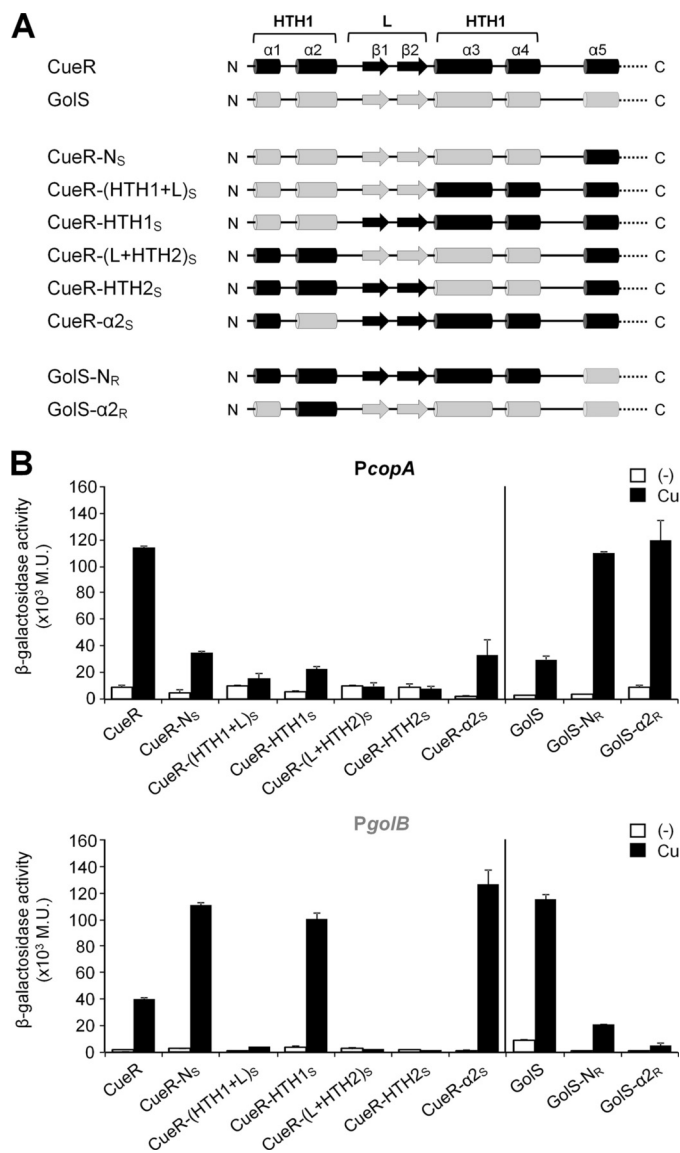 A
HTH1 L HTH1
α1 α2 β1 β2 α3 α4 α5
CueR N C
GolS N C
CueR-NS N C
CueR-(HTH1+L)S N C
CueR-HTH1S N C
CueR-(L+HTH2)S N C
CueR-HTH2S N C
CueR-α2S N C
GolS-NR N C
GolS-α2R N C
B
PcopA
(-)
Cu
β-galactosidase activity
(x10³ M.U.)
160
140
120
100
80
60
40
20
0
CueR
CueR-NS
CueR-(HTH1+L)S
CueR-HTH1S
CueR-(L+HTH2)S
CueR-HTH2S
CueR-α2S
GolS
GolS-NR
GolS-α2R
PgolB
(-)
Cu
β-galactosidase activity
(x10³ M.U.)
160
140
120
100
80
60
40
20
0
CueR
CueR-NS
CueR-(HTH1+L)S
CueR-HTH1S
CueR-(L+HTH2)S
CueR-HTH2S
CueR-α2S
GolS
GolS-NR
GolS-α2R